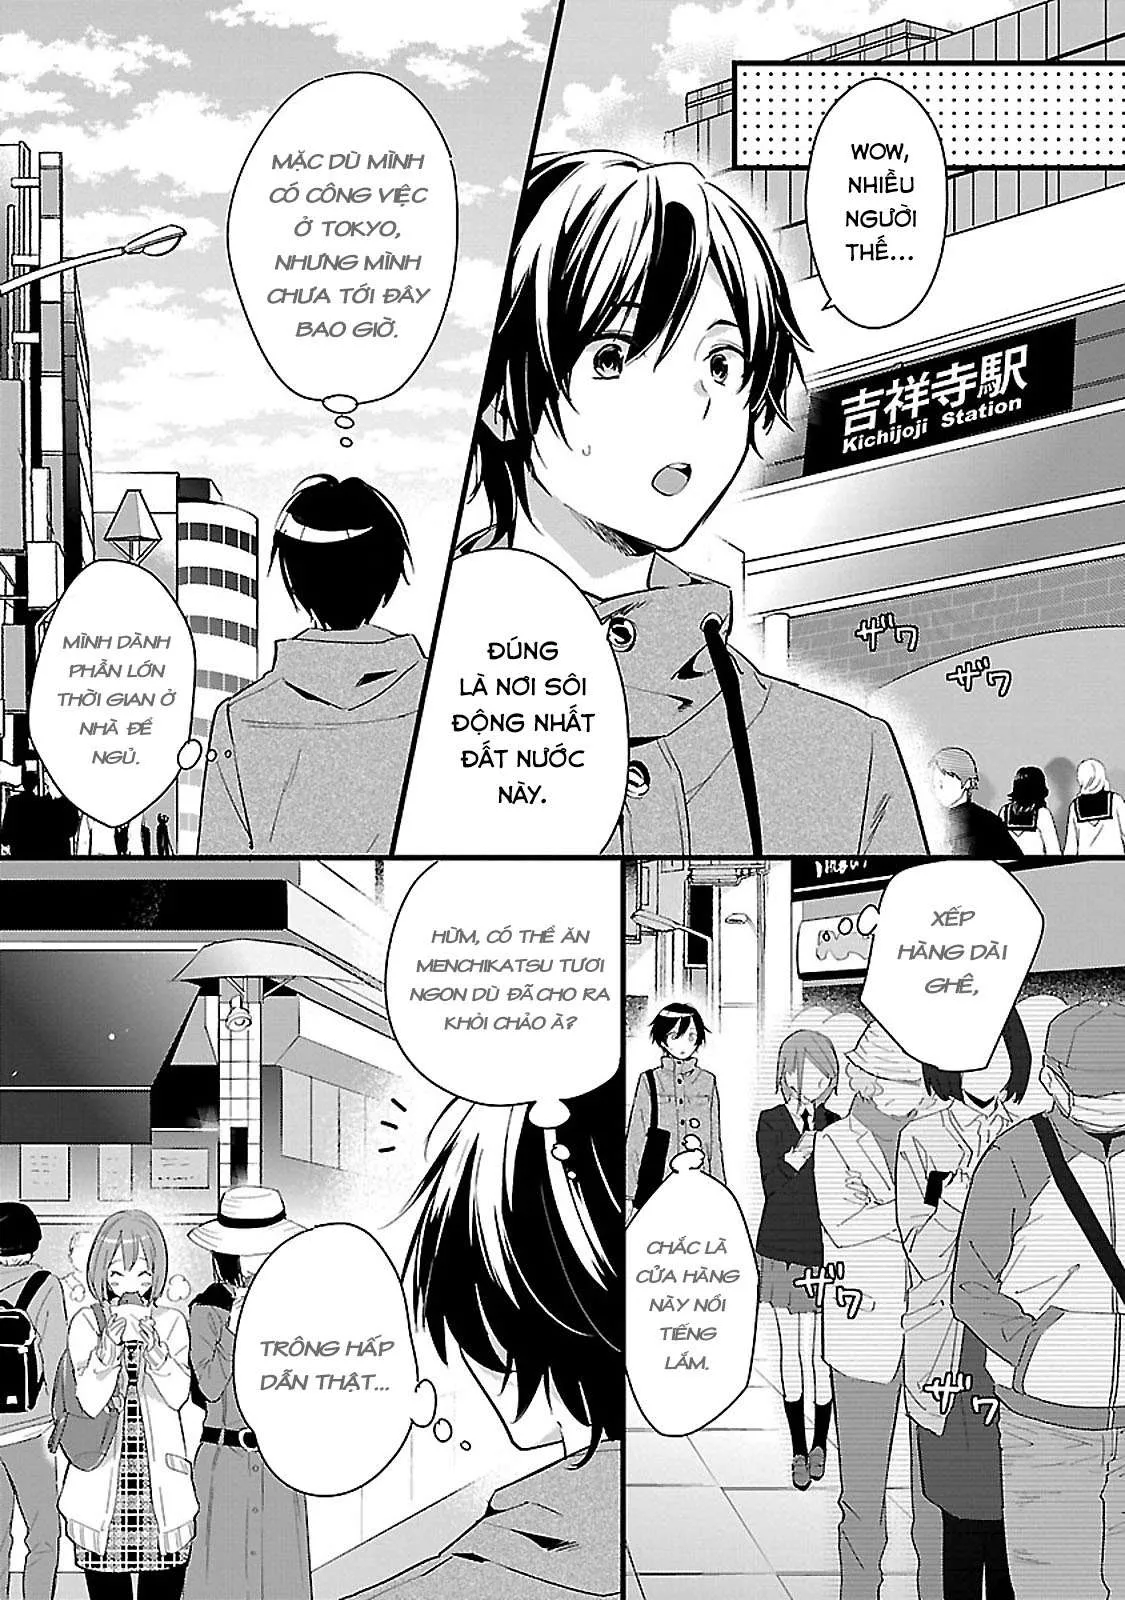 WOW,
NHIỀU
NGƯỜI
THẾ...
吉祥寺駅
Kichijoji Station
ザワ
ザワ
ĐÚNG
LÀ NƠI SÔI
ĐỘNG NHẤT
ĐẤT NƯỚC
NÀY.
MẶC DÙ MÌNH
CÓ CÔNG VIỆC
Ở TOKYO,
NHƯNG MÌNH
CHƯA TỚI ĐÂY
BAO GIỜ.
MÌNH DÀNH
PHẦN LỚN
THỜI GIAN Ở
NHÀ ĐỂ
NGỦ.
XẾP
HÀNG DÀI
GHÊ,
CHẮC LÀ
CỬA HÀNG
NÀY NỔI
TIẾNG
LẮM.
ザワ
ザワ
HỪM, CÓ THỂ ĂN
MENCHIKATSU TƯƠI
NGON DÙ ĐÃ CHO RA
KHỎI CHẢO À?
TRÔNG HẤP
DẪN THẬT...